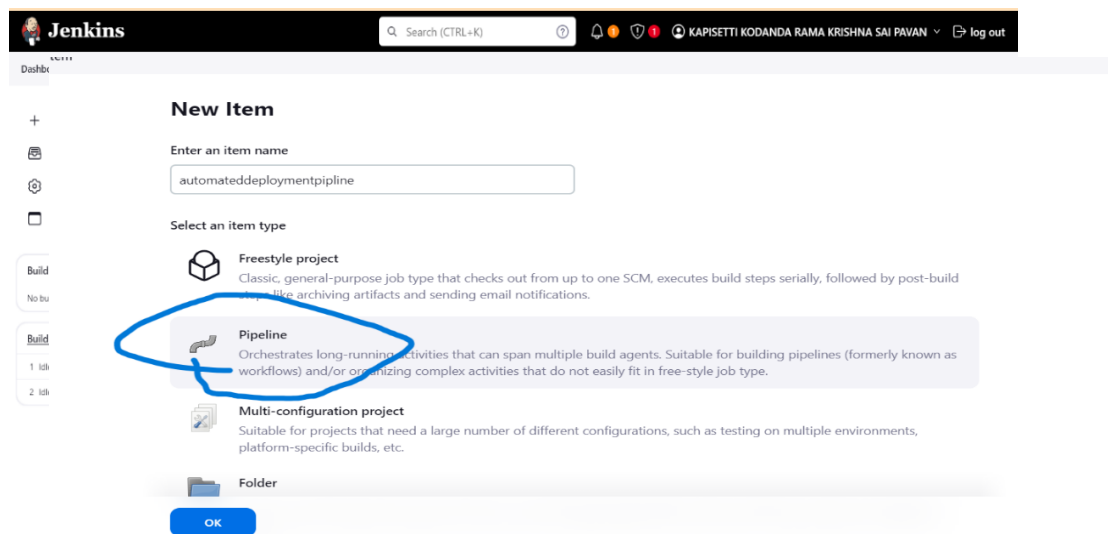 Jenkins
Search (CTRL+K)
1
1
KAPISETTI KODANDA RAMA KRISHNA SAI PAVAN
log out
New Item
Enter an item name
automateddeploymentpipline
Select an item type
Freestyle project
Classic, general-purpose job type that checks out from up to one SCM, executes build steps serially, followed by post-build
steps like archiving artifacts and sending email notifications.
Build
Pipeline
Orchestrates long-running activities that can span multiple build agents. Suitable for building pipelines (formerly known as
workflows) and/or organizing complex activities that do not easily fit in free-style job type.
Build
1
2
Multi-configuration project
Suitable for projects that need a large number of different configurations, such as testing on multiple environments,
platform-specific builds, etc.
Folder
OK